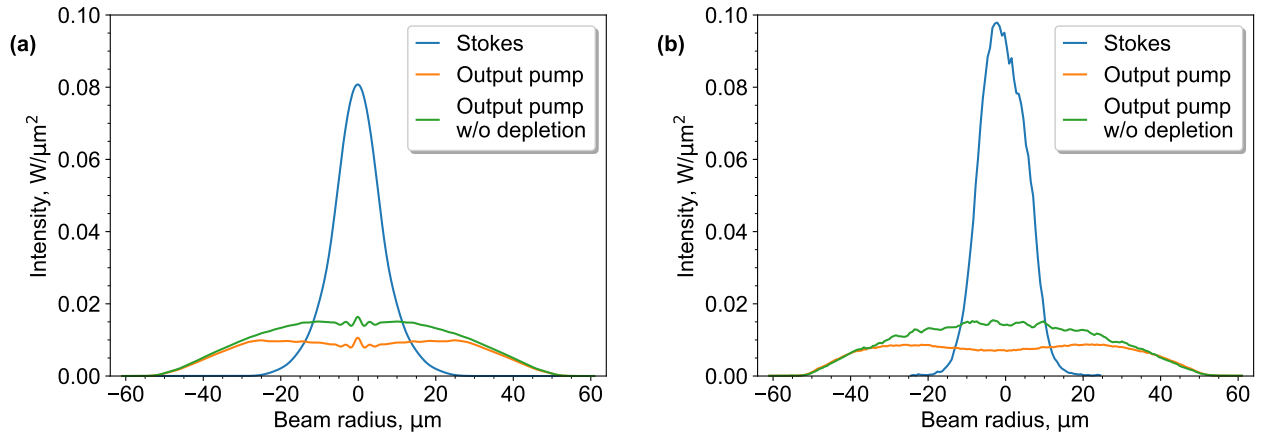 (a)
0.10
0.08
0.06
0.04
0.02
0.00
Intensity, W/μm²
Stokes
Output pump
Output pump
w/o depletion
−60 −40 −20 0 20 40 60
Beam radius, μm
(b)
0.10
0.08
0.06
0.04
0.02
0.00
Intensity, W/μm²
Stokes
Output pump
Output pump
w/o depletion
−60 −40 −20 0 20 40 60
Beam radius, μm